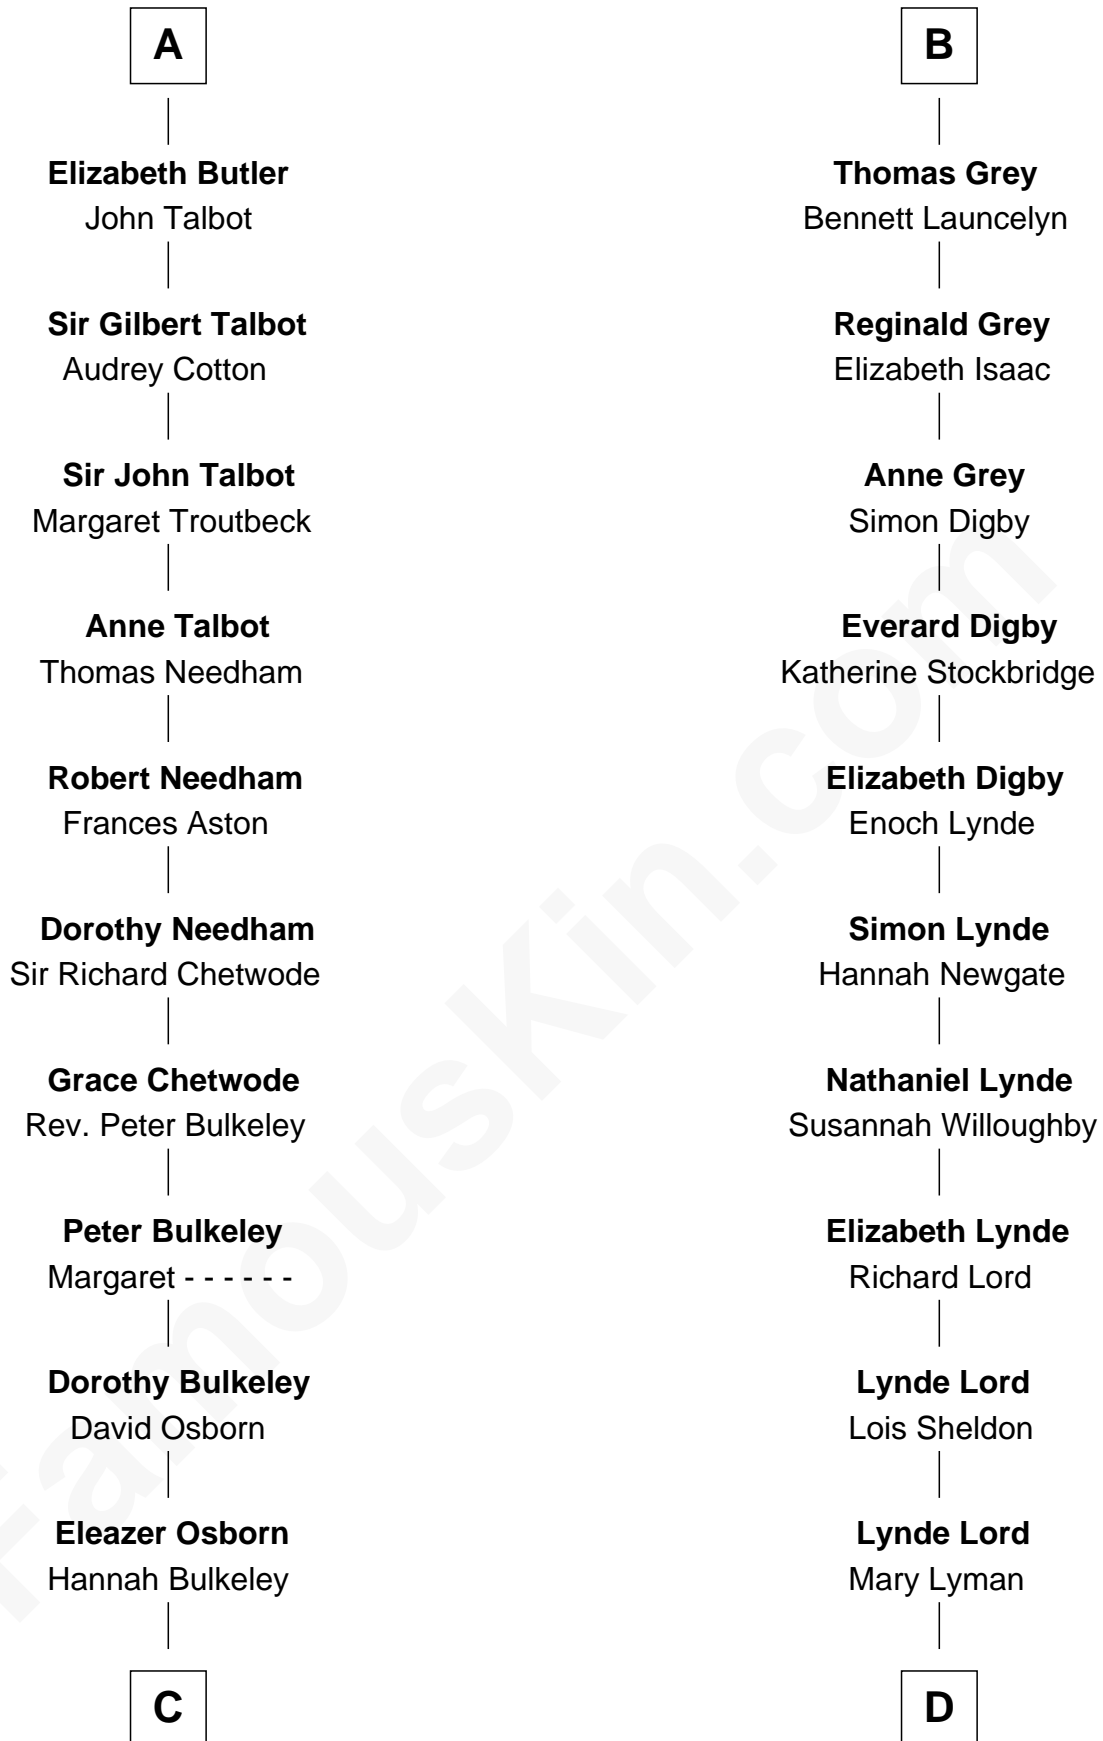 A
Elizabeth Butler
John Talbot
Sir Gilbert Talbot
Audrey Cotton
Sir John Talbot
Margaret Troutbeck
Anne Talbot
Thomas Needham
Robert Needham
Frances Aston
Dorothy Needham
Sir Richard Chetwode
Grace Chetwode
Rev. Peter Bulkeley
Peter Bulkeley
Margaret - - - - - -
Dorothy Bulkeley
David Osborn
Eleazer Osborn
Hannah Bulkeley
C
B
Thomas Grey
Bennett Launcelyn
Reginald Grey
Elizabeth Isaac
Anne Grey
Simon Digby
Everard Digby
Katherine Stockbridge
Elizabeth Digby
Enoch Lynde
Simon Lynde
Hannah Newgate
Nathaniel Lynde
Susannah Willoughby
Elizabeth Lynde
Richard Lord
Lynde Lord
Lois Sheldon
Lynde Lord
Mary Lyman
D
FamousKin.com